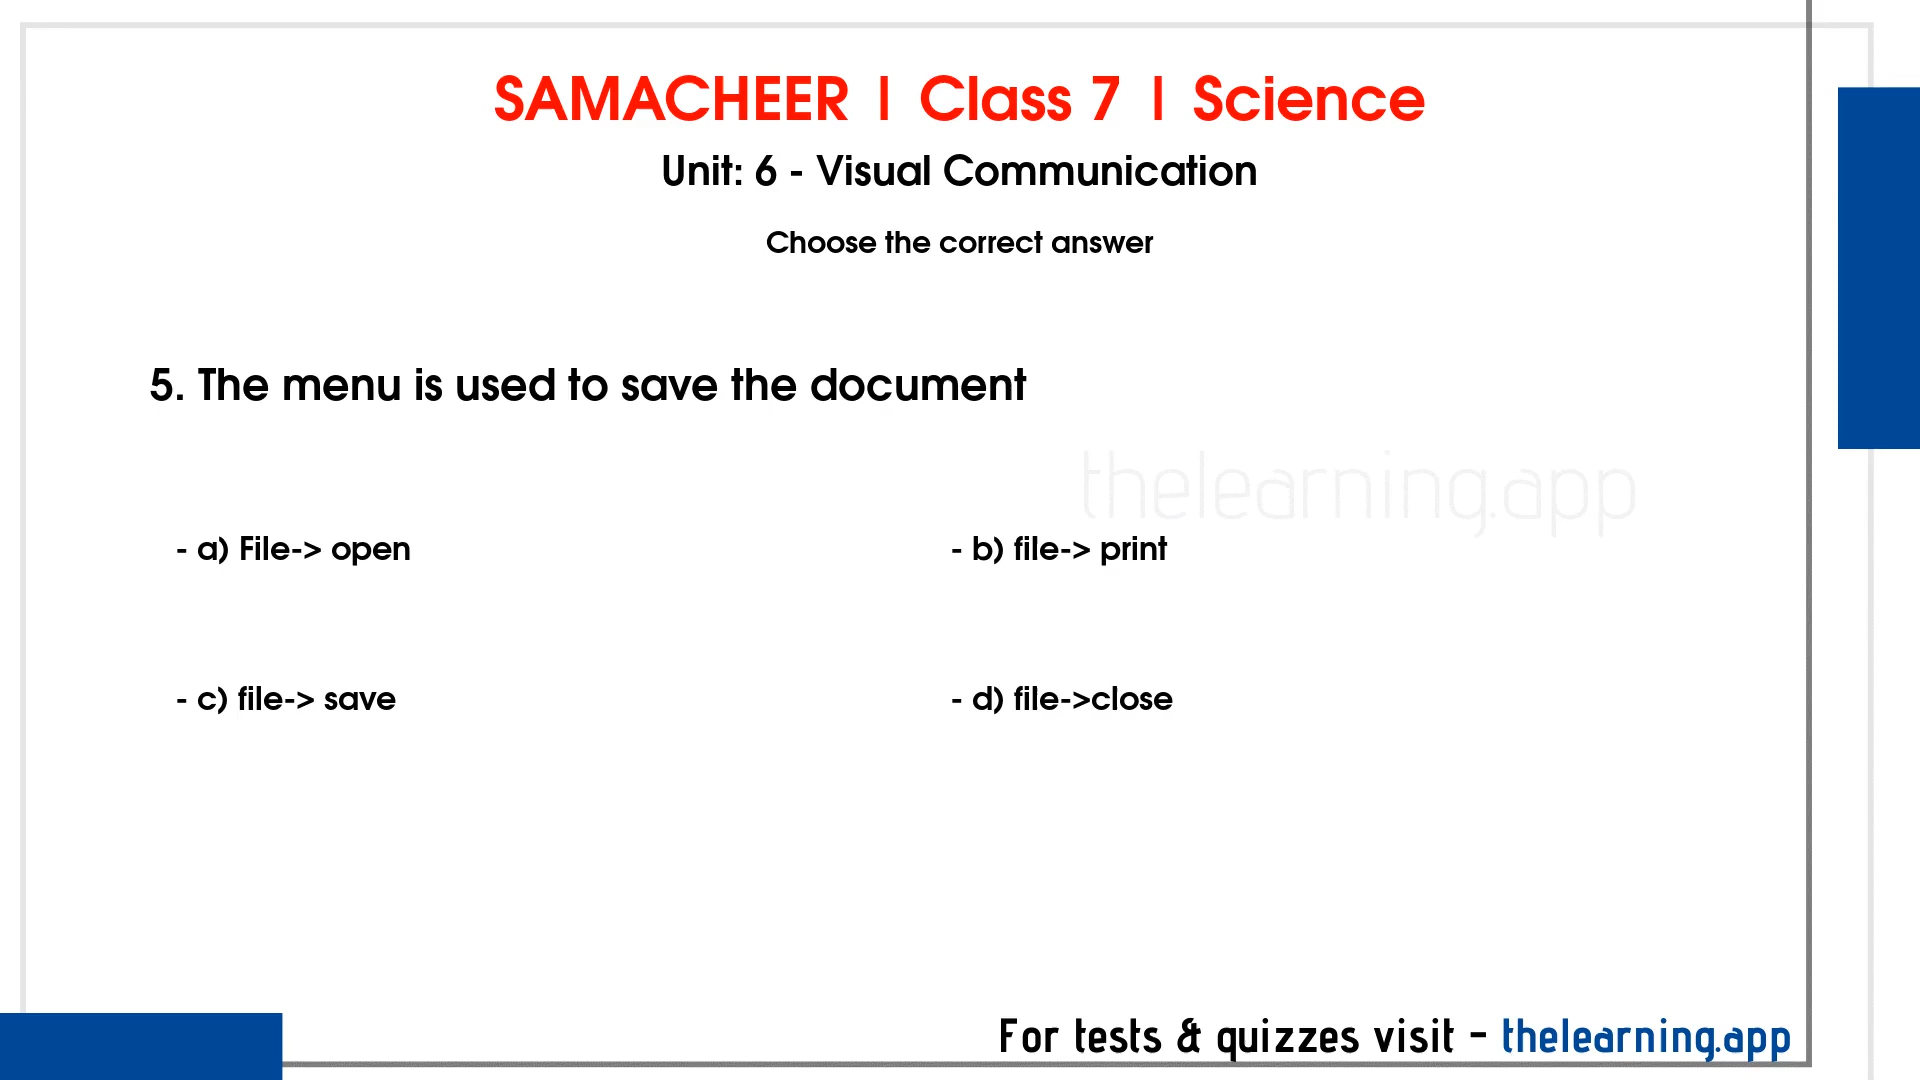 SAMACHEER | Class 7 | Science
Unit: 6 - Visual Communication
Choose the correct answer
5. The menu is used to save the document
thelearning.app
- a) File-> open
- b) file-> print
- c) file-> save
- d) file->close
For tests & quizzes visit - thelearning.app